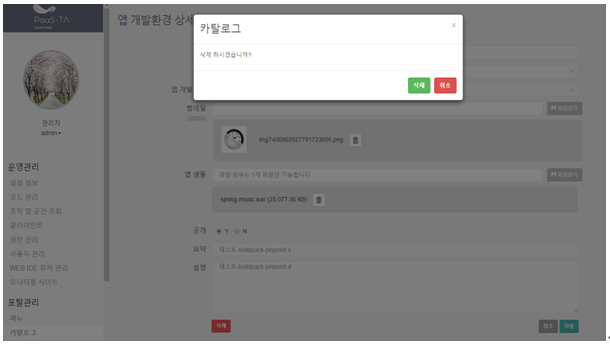 PaaS-TA
앱 개발환경 상세
카탈로그
×
삭제 하시겠습니까?
삭제
취소
관리자
admin
운영관리
설정 정보
코드 관리
조직 및 공간 조회
클라이언트
권한 관리
사용자 관리
WEB IDE 유저 관리
모니터링 사이트
포탈관리
메뉴
카탈로그
앱 개발
썸네일
파일찾기
img7406960927791723656.png
앱 샘플
파일 첨부는 1개 파일만 가능합니다.
파일찾기
spring-music.war (25,077.36 KB)
공개
Y
N
요약
테스트-buildpack-pinpoint s
설명
테스트-buildpack-pinpoint d
삭제
취소
저장